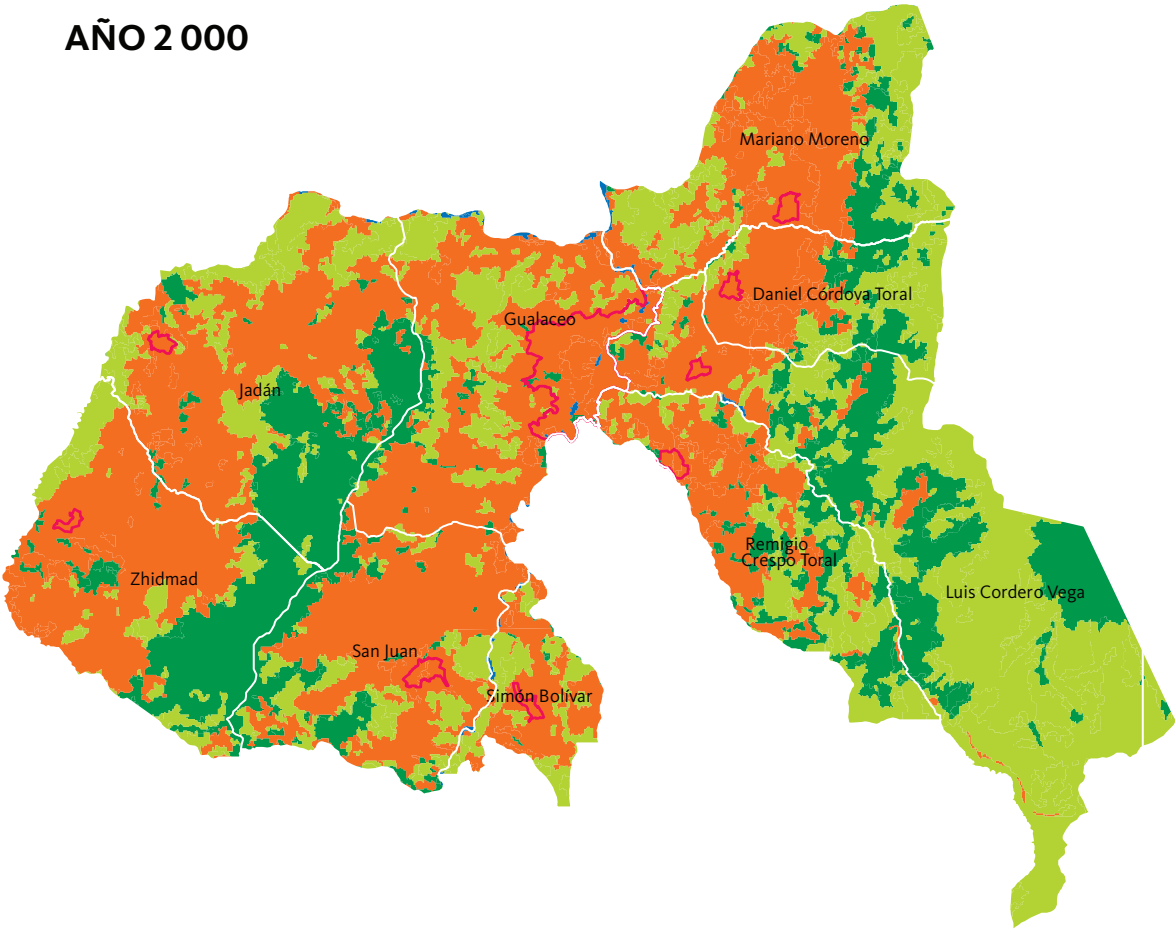 AÑO 2 000
Mariano Moreno
Daniel Córdova Toral
Gualaceo
Jadán
Remigio
Crespo Toral
Zhidmad
Luis Cordero Vega
San Juan
Simón Bolívar